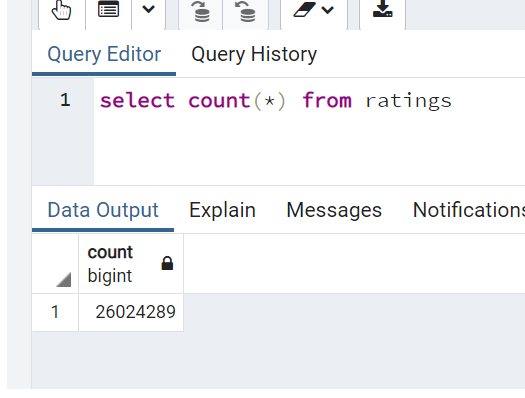 Query Editor Query History
1 select count(*) from ratings
Data Output Explain Messages Notifications
count
bigint
1 26024289